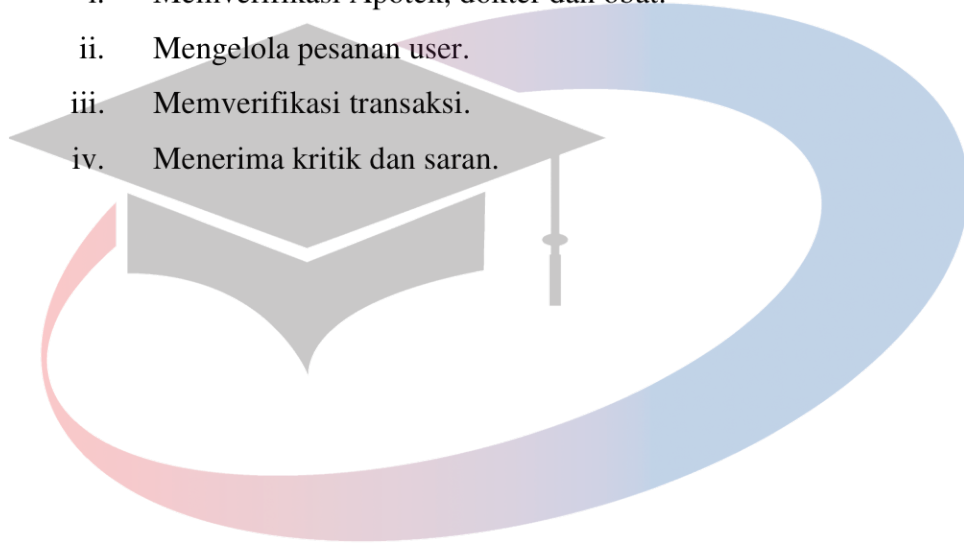 i. Memverifikasi Apotek, dokter dan obat.
ii. Mengelola pesanan user.
iii. Memverifikasi transaksi.
iv. Menerima kritik dan saran.